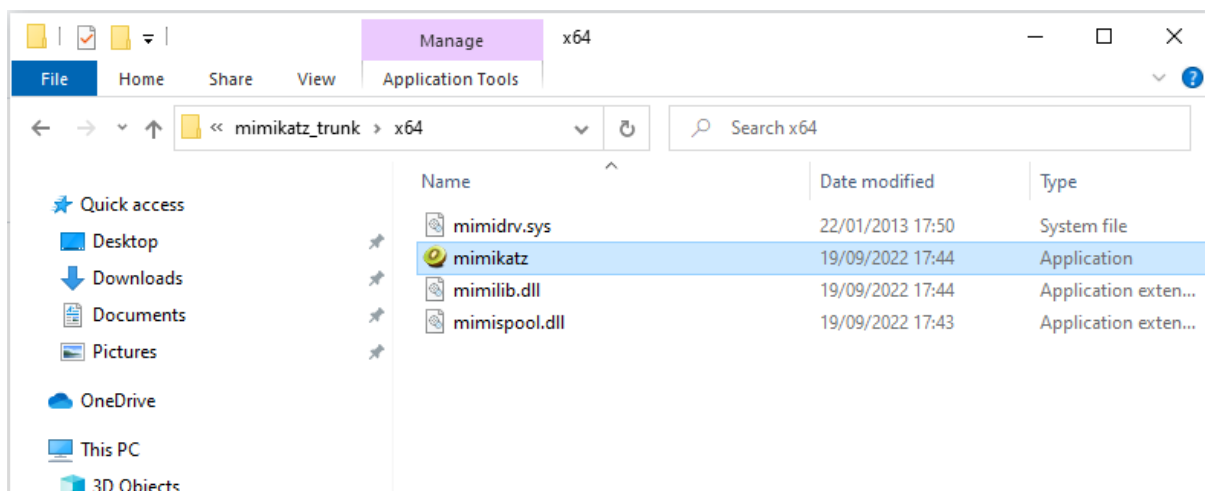 Manage x64
File Home Share View Application Tools
« mimikatz_trunk › x64 Search x64
Name Date modified Type
Quick access
mimidrv.sys 22/01/2013 17:50 System file
Desktop
mimikatz 19/09/2022 17:44 Application
Downloads
mimilib.dll 19/09/2022 17:44 Application exten...
Documents
mimispool.dll 19/09/2022 17:43 Application exten...
Pictures
OneDrive
This PC
3D Objects